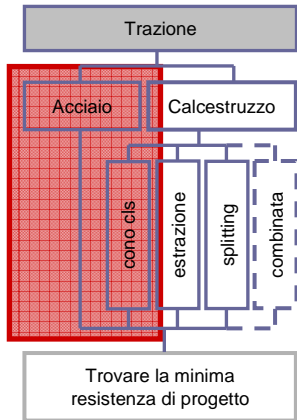 Trazione
Acciaio
Calcestruzzo
cono cls
estrazione
splitting
combinata
Trovare la minima
resistenza di progetto